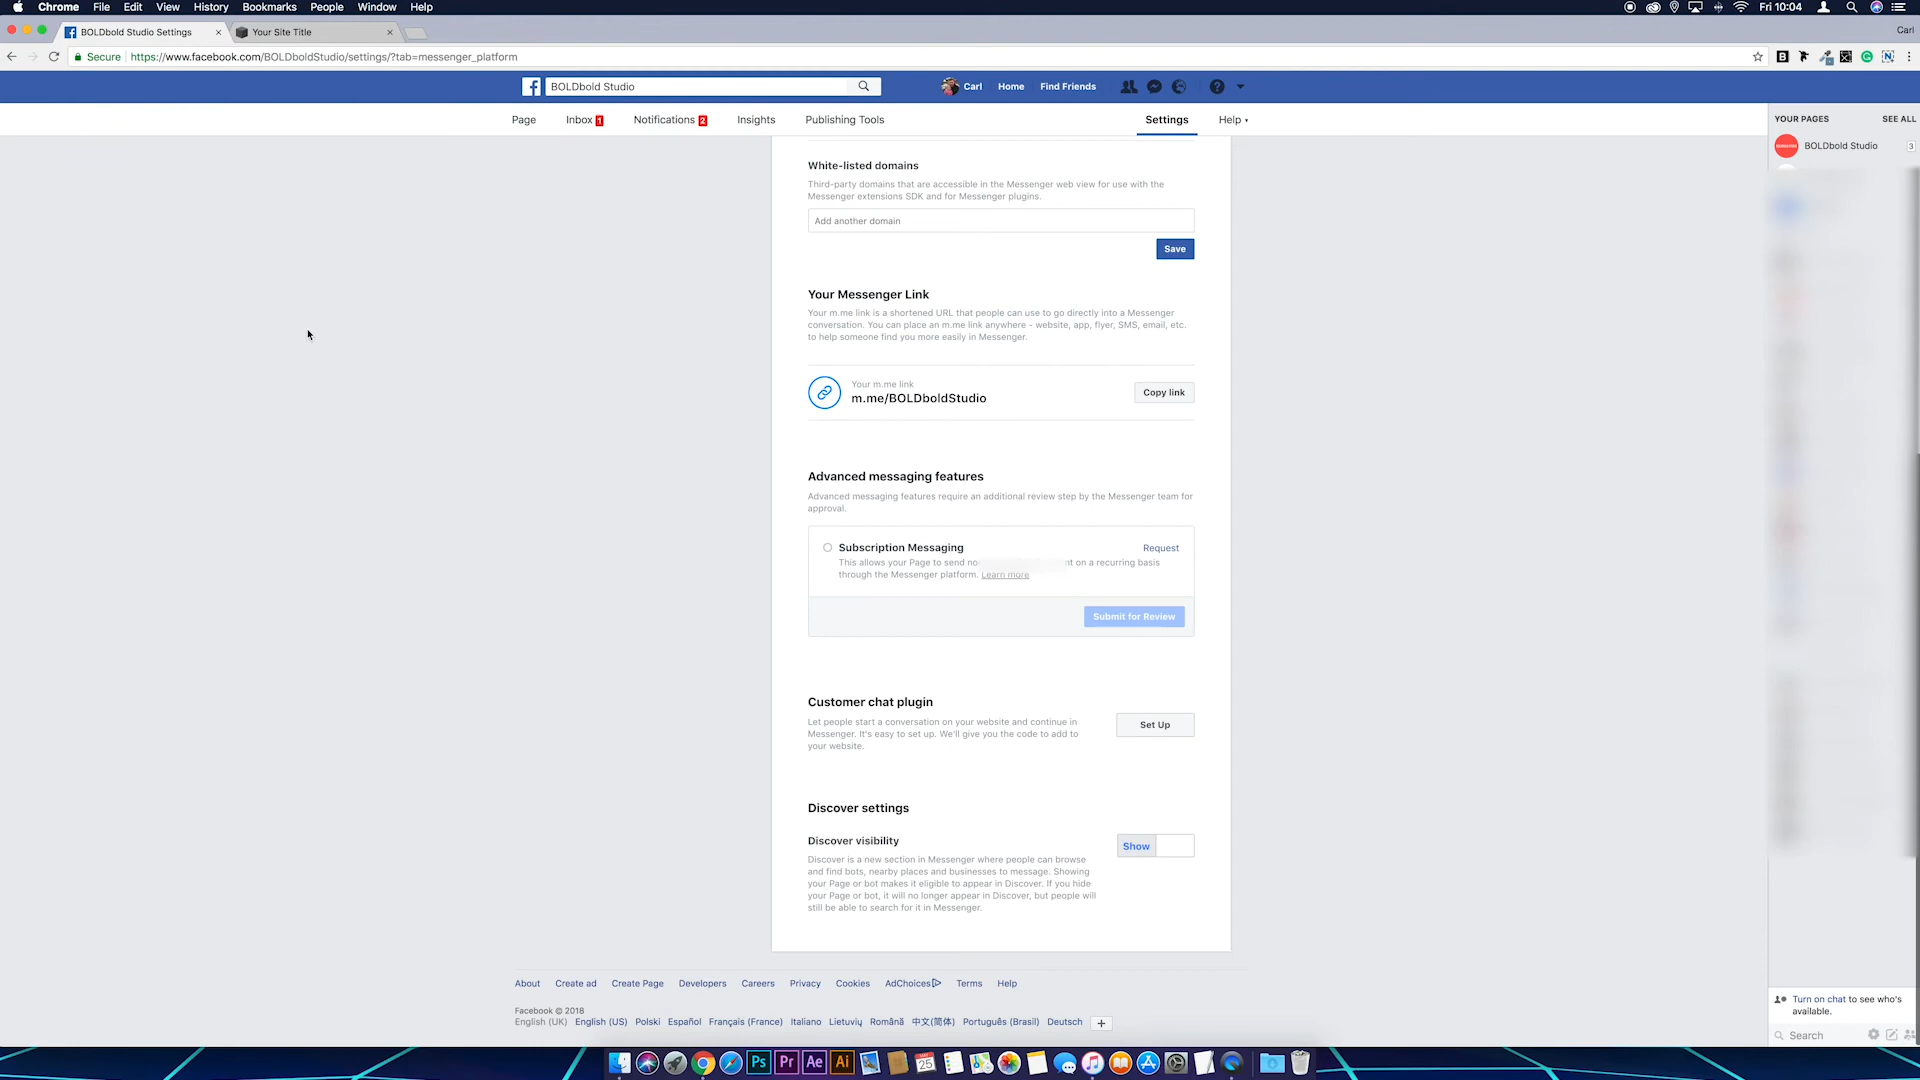 Chrome File Edit View History Bookmarks People Window Help
Fri 10:04
BOLDbold Studio Settings
Your Site Title
Carl
Secure https://www.facebook.com/BOLDboldStudio/settings/?tab=messenger_platform
BOLDbold Studio
Carl Home Find Friends
Page Inbox 1 Notifications 2 Insights Publishing Tools Settings Help
YOUR PAGES SEE ALL
BOLDbold Studio 3
White-listed domains
Third-party domains that are accessible in the Messenger web view for use with the
Messenger extensions SDK and for Messenger plugins.
Add another domain
Save
Your Messenger Link
Your m.me link is a shortened URL that people can use to go directly into a Messenger
conversation. You can place an m.me link anywhere - website, app, flyer, SMS, email, etc.
to help someone find you more easily in Messenger.
Your m.me link
m.me/BOLDboldStudio
Copy link
Advanced messaging features
Advanced messaging features require an additional review step by the Messenger team for
approval.
Subscription Messaging Request
This allows your Page to send on a recurring basis
through the Messenger platform. Learn more
Submit for Review
Customer chat plugin
Let people start a conversation on your website and continue in
Messenger. It's easy to set up. We'll give you the code to add to
your website.
Set Up
Discover settings
Discover visibility
Show
Discover is a new section in Messenger where people can browse
and find bots, nearby places and businesses to message. Showing
your Page or bot makes it eligible to appear in Discover. If you hide
your Page or bot, it will no longer appear in Discover, but people will
still be able to search for it in Messenger.
About Create ad Create Page Developers Careers Privacy Cookies AdChoices Terms Help
Facebook © 2018
English (UK) English (US) Polski Español Français (France) Italiano Lietuvių Română 中文(简体) Português (Brasil) Deutsch
Turn on chat to see who's
available.
Search
Ps Pr Ae Ai
25